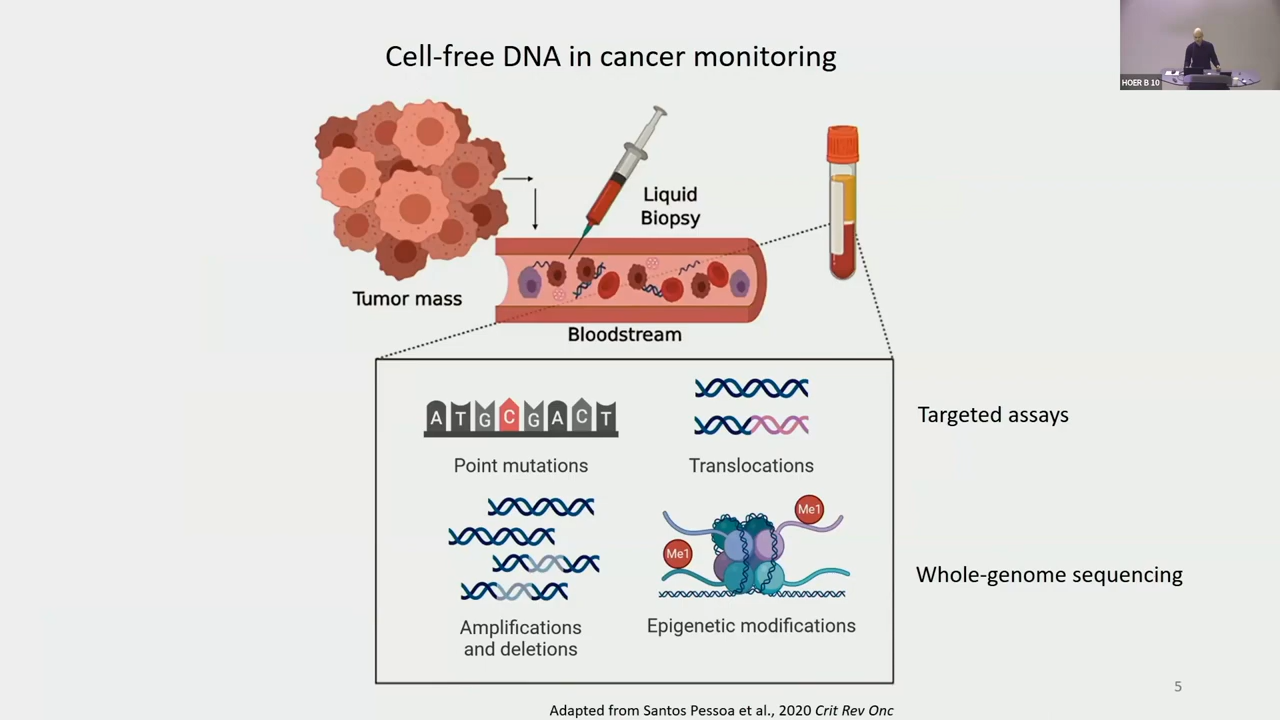 Cell-free DNA in cancer monitoring
HOER B 10
Liquid
Biopsy
Tumor mass
Bloodstream
A T G C G A C T
Point mutations
Translocations
Targeted assays
Me1
Me1
Amplifications
and deletions
Epigenetic modifications
Whole-genome sequencing
5
Adapted from Santos Pessoa et al., 2020 Crit Rev Onc